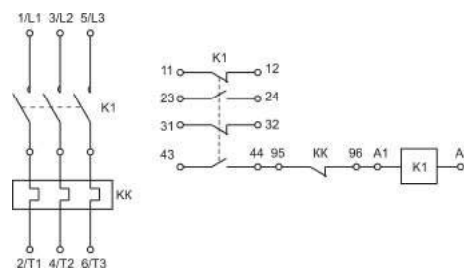 1/L1 3/L2 5/L3
K1
KK
2/T1 4/T2 6/T3
K1
11 12
23 24
31 32
43 44 95 KK 96 A1 K1 A